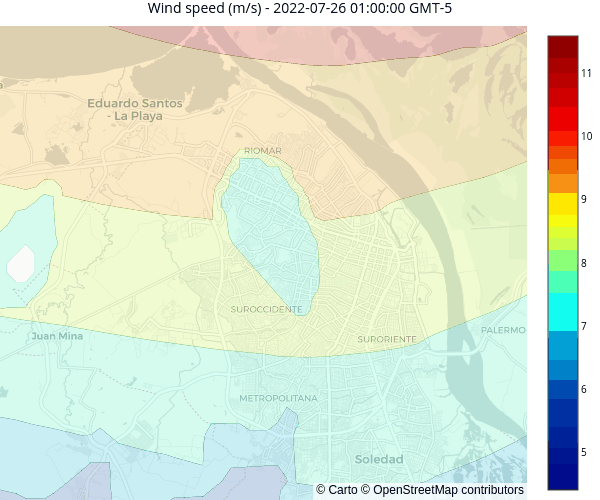 Wind speed (m/s) - 2022-07-26 01:00:00 GMT-5
Eduardo Santos
- La Playa
RIOMAR
SUROCCIDENTE
Juan Mina
SURORIENTE
PALERMO
METROPOLITANA
Soledad
© Carto © OpenStreetMap contributors
11
10
9
8
7
6
5